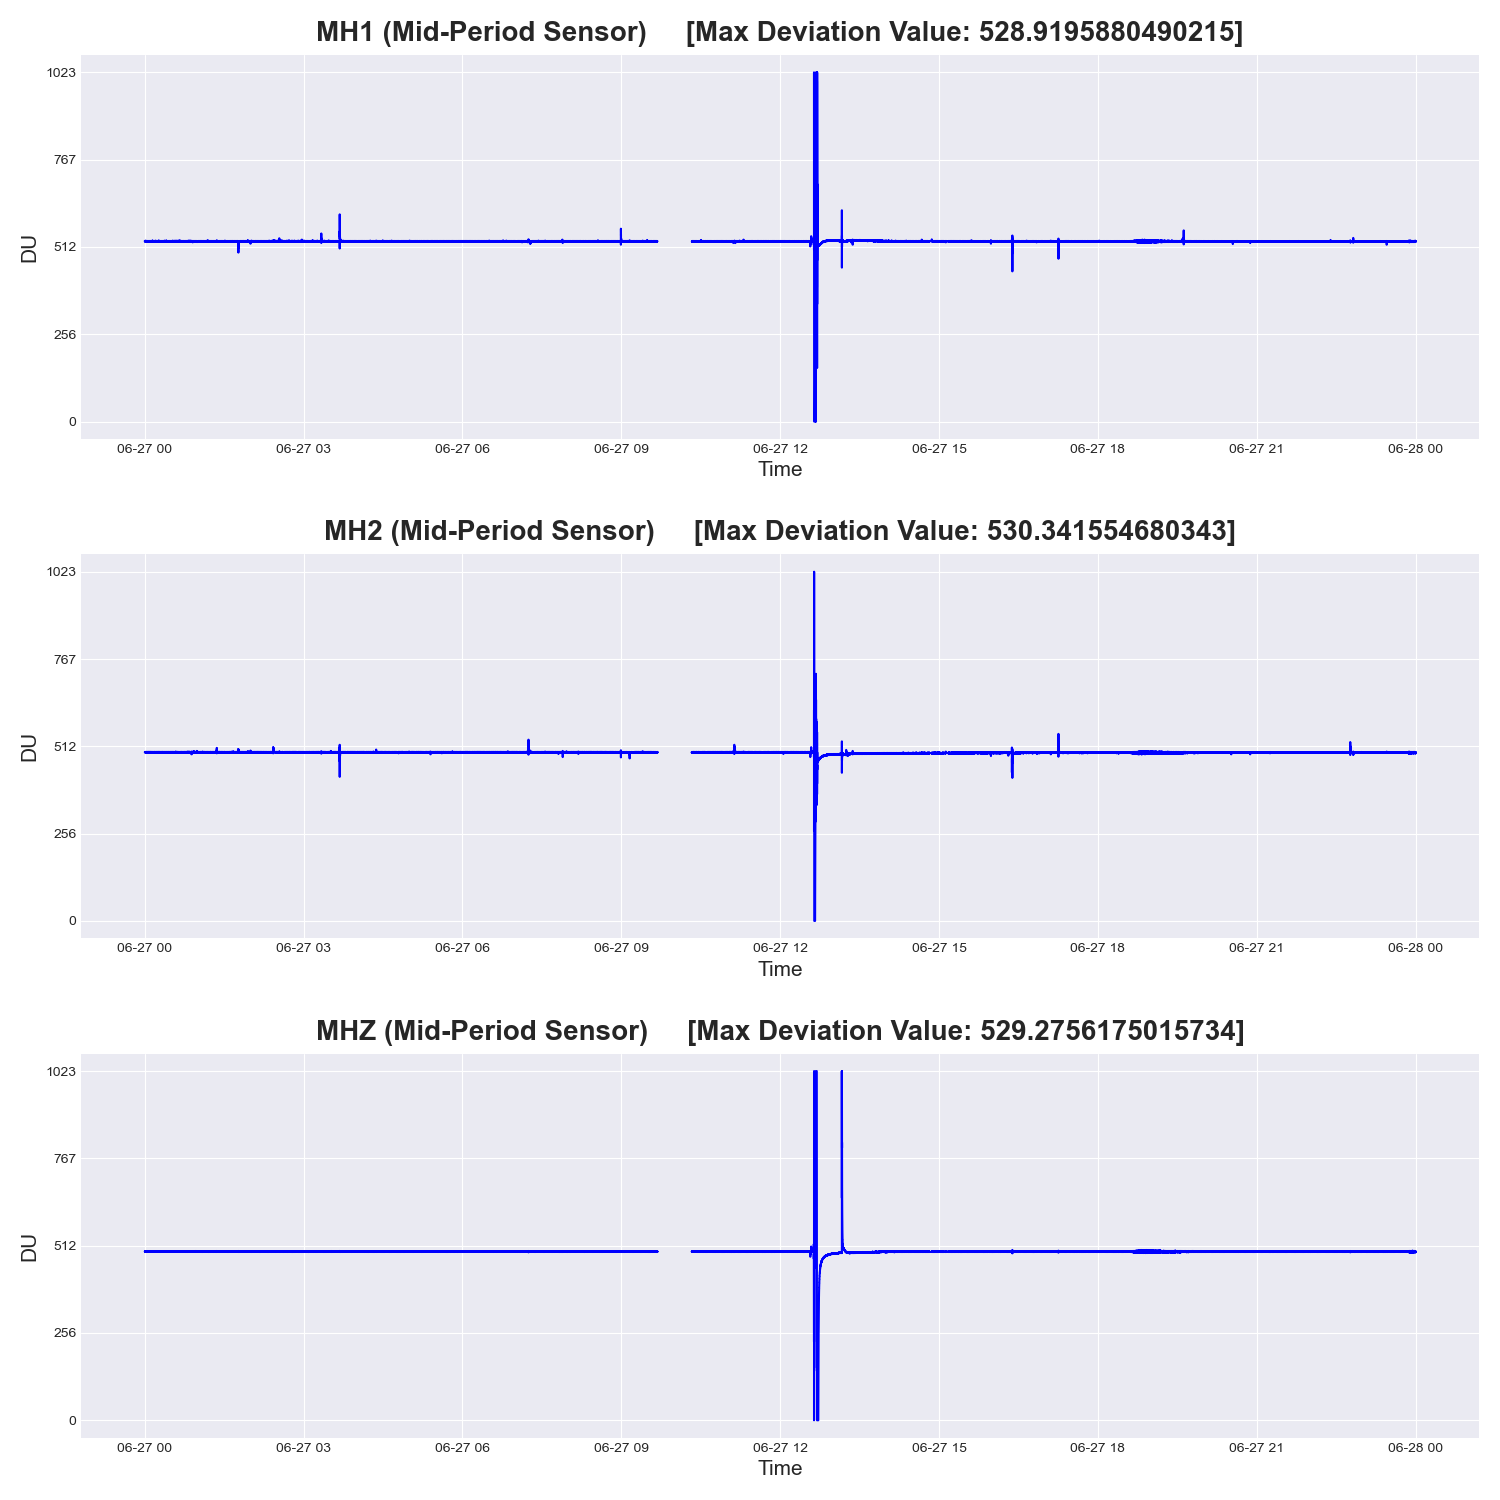 MH1 (Mid-Period Sensor)     [Max Deviation Value: 528.9195880490215]
1023
767
512
256
0
DU
06-27 00 06-27 03 06-27 06 06-27 09 06-27 12 06-27 15 06-27 18 06-27 21 06-28 00
Time
MH2 (Mid-Period Sensor)     [Max Deviation Value: 530.341554680343]
1023
767
512
256
0
DU
06-27 00 06-27 03 06-27 06 06-27 09 06-27 12 06-27 15 06-27 18 06-27 21 06-28 00
Time
MHZ (Mid-Period Sensor)     [Max Deviation Value: 529.2756175015734]
1023
767
512
256
0
DU
06-27 00 06-27 03 06-27 06 06-27 09 06-27 12 06-27 15 06-27 18 06-27 21 06-28 00
Time